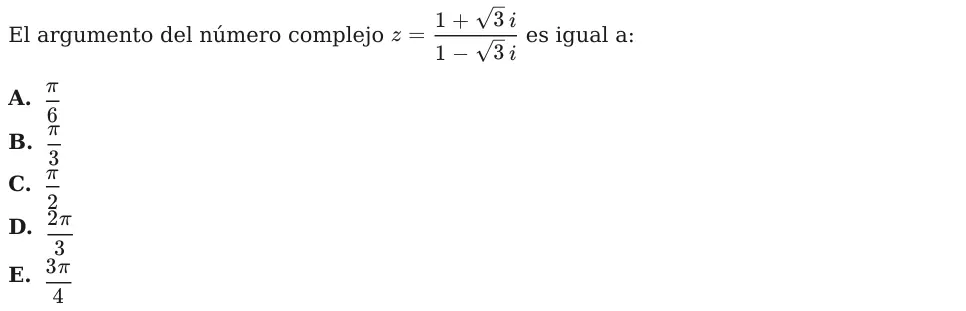 El argumento del número complejo z = (1 + √3 i)/(1 − √3 i) es igual a:
A. π/6
B. π/3
C. π/2
D. 2π/3
E. 3π/4